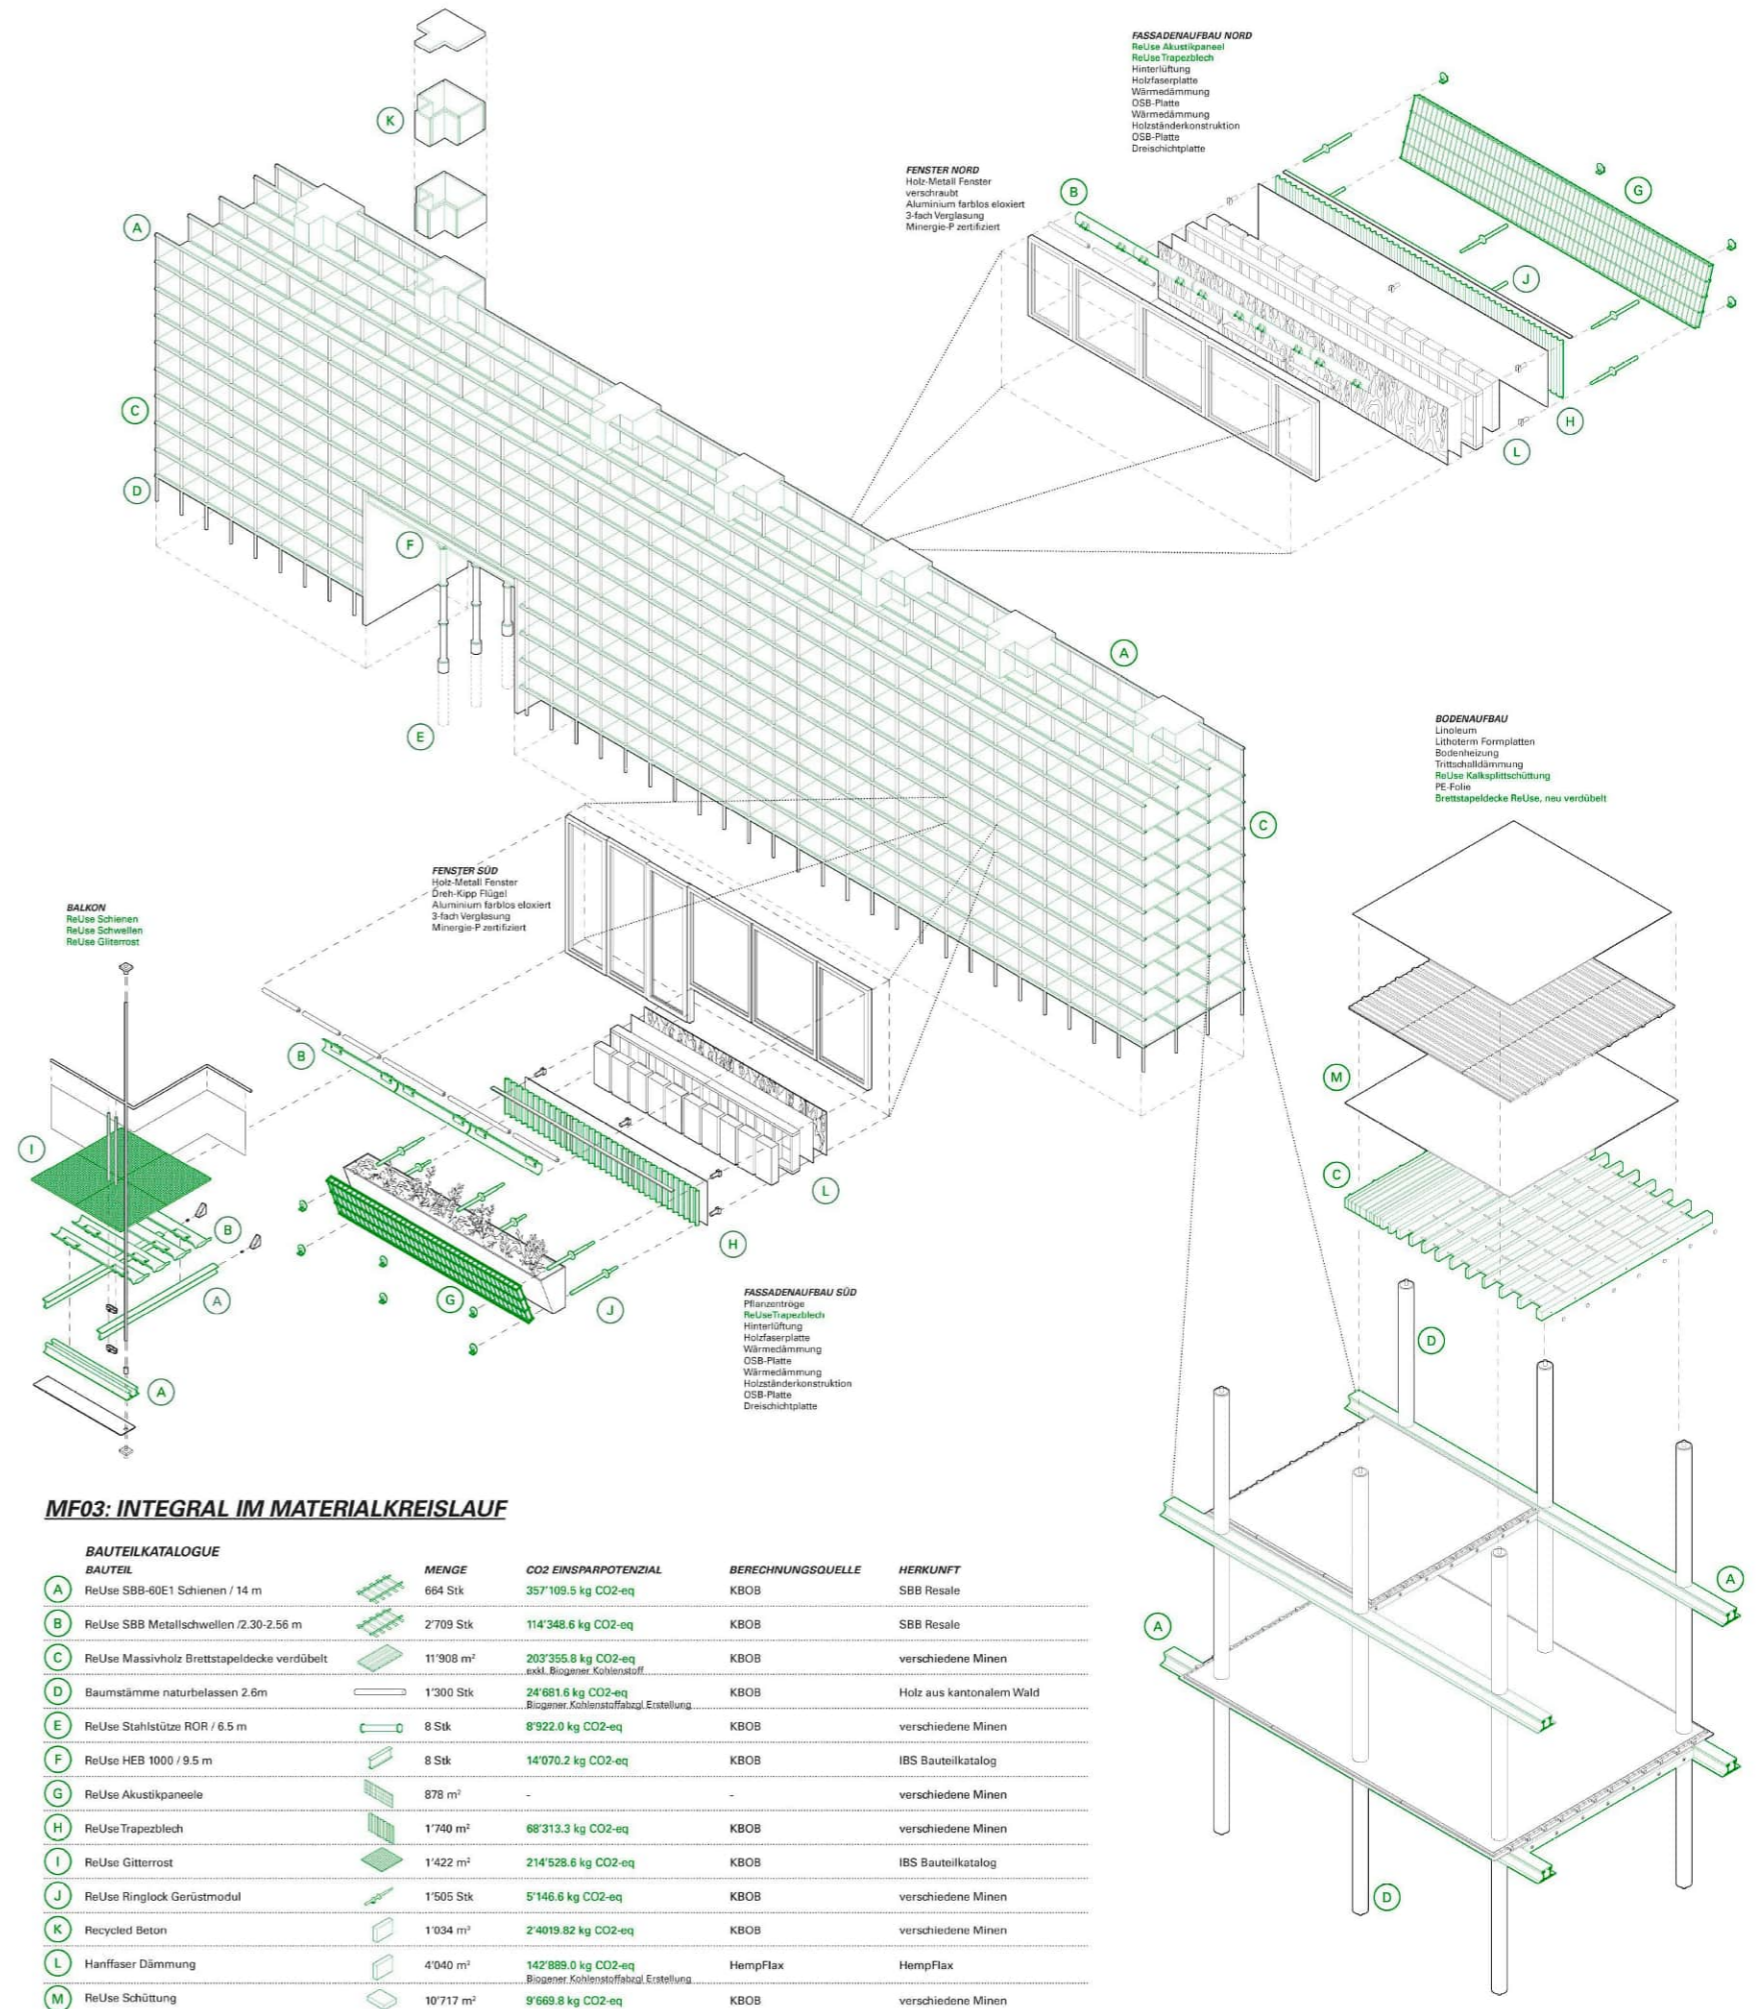 FASSADENAUFBAU NORD
ReUse Akustikpaneel
ReUse Trapezblech
Hinterlüftung
Holzfaserplatte
Wärmedämmung
OSB-Platte
Wärmedämmung
Holzständerkonstruktion
OSB-Platte
Dreischichtplatte
K
G
FENSTER NORD
Holz-Metall Fenster
verschraubt
Aluminium farblos eloxiert
3-fach Verglasung
Minergie-P zertifiziert
B
A
J
C
H
L
D
F
A
E
BODENAUFBAU
Linoleum
Lithoterm Formplatten
Bodenheizung
Trittschalldämmung
ReUse Kalksplittschüttung
PE-Folie
Brettstapeldecke ReUse, neu verdübelt
C
FENSTER SÜD
Holz-Metall Fenster
Dreh-Kipp Flügel
Aluminium farblos eloxiert
3-fach Verglasung
Minergie-P zertifiziert
BALKON
ReUse Schienen
ReUse Schwellen
ReUse Gliterrost
B
M
I
C
L
B
H
A
G
J
FASSADENAUFBAU SÜD
Pflanzentröge
ReUseTrapezblech
Hinterlüftung
Holzfaserplatte
Wärmedämmung
OSB-Platte
Wärmedämmung
Holzständerkonstruktion
OSB-Platte
Dreischichtplatte
D
A
A
A
D
MF03: INTEGRAL IM MATERIALKREISLAUF
BAUTEILKATALOGUE
BAUTEIL MENGE CO2 EINSPARPOTENZIAL BERECHNUNGSQUELLE HERKUNFT
A ReUse SBB-60E1 Schienen / 14 m 664 Stk 357'109.5 kg CO2-eq KBOB SBB Resale
B ReUse SBB Metallschwellen /2.30-2.56 m 2'709 Stk 114'348.6 kg CO2-eq KBOB SBB Resale
C ReUse Massivholz Brettstapeldecke verdübelt 11'908 m² 203'355.8 kg CO2-eq KBOB verschiedene Minen
exkl. Biogener Kohlenstoff
D Baumstämme naturbelassen 2.6m 1'300 Stk 24'681.6 kg CO2-eq KBOB Holz aus kantonalem Wald
Biogener Kohlenstoffabzgl Erstellung
E ReUse Stahlstütze ROR / 6.5 m 8 Stk 8'922.0 kg CO2-eq KBOB verschiedene Minen
F ReUse HEB 1000 / 9.5 m 8 Stk 14'070.2 kg CO2-eq KBOB IBS Bauteilkatalog
G ReUse Akustikpaneele 878 m² - - verschiedene Minen
H ReUse Trapezblech 1'740 m² 68'313.3 kg CO2-eq KBOB verschiedene Minen
I ReUse Gitterrost 1'422 m² 214'528.6 kg CO2-eq KBOB IBS Bauteilkatalog
J ReUse Ringlock Gerüstmodul 1'505 Stk 5'146.6 kg CO2-eq KBOB verschiedene Minen
K Recycled Beton 1'034 m³ 2'4019.82 kg CO2-eq KBOB verschiedene Minen
L Hanffaser Dämmung 4'040 m³ 142'889.0 kg CO2-eq HempFlax HempFlax
Biogener Kohlenstoffabzgl Erstellung
M ReUse Schüttung 10'717 m² 9'669.8 kg CO2-eq KBOB verschiedene Minen